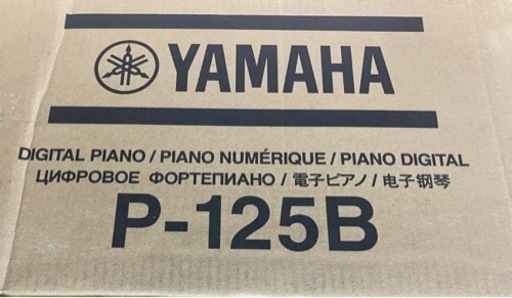 YAMAHA
DIGITAL PIANO / PIANO NUMÉRIQUE / PIANO DIGITAL
ЦИФРОВОЕ ФОРТЕПИАНО / 電子ピアノ / 电子钢琴
P-125B